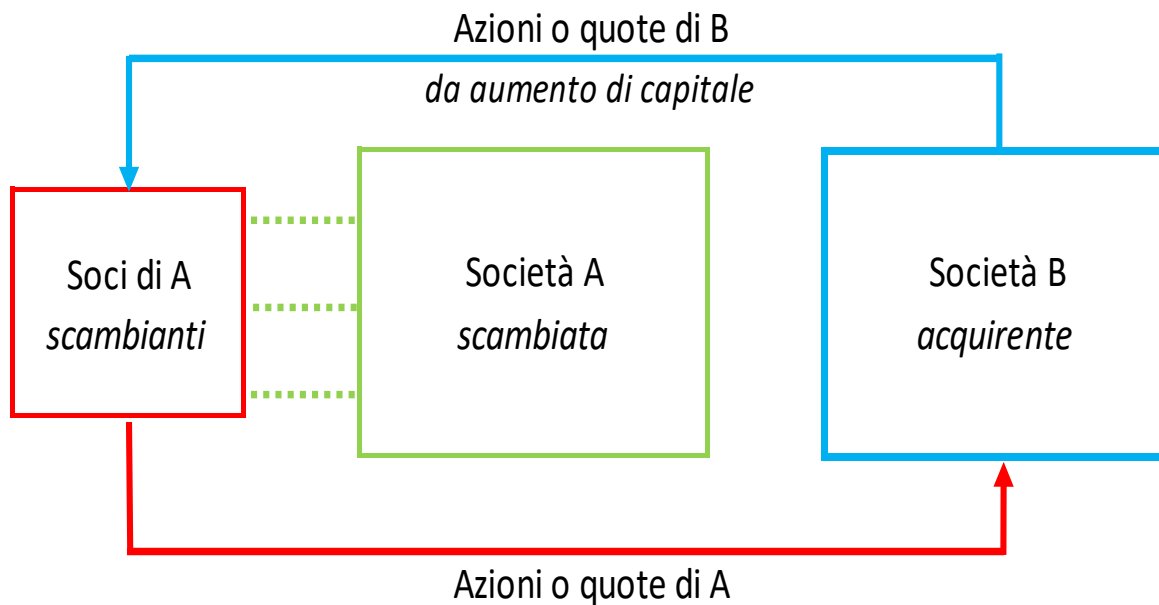 Azioni o quote di B
da aumento di capitale
Soci di A
scambianti
Società A
scambiata
Società B
acquirente
Azioni o quote di A